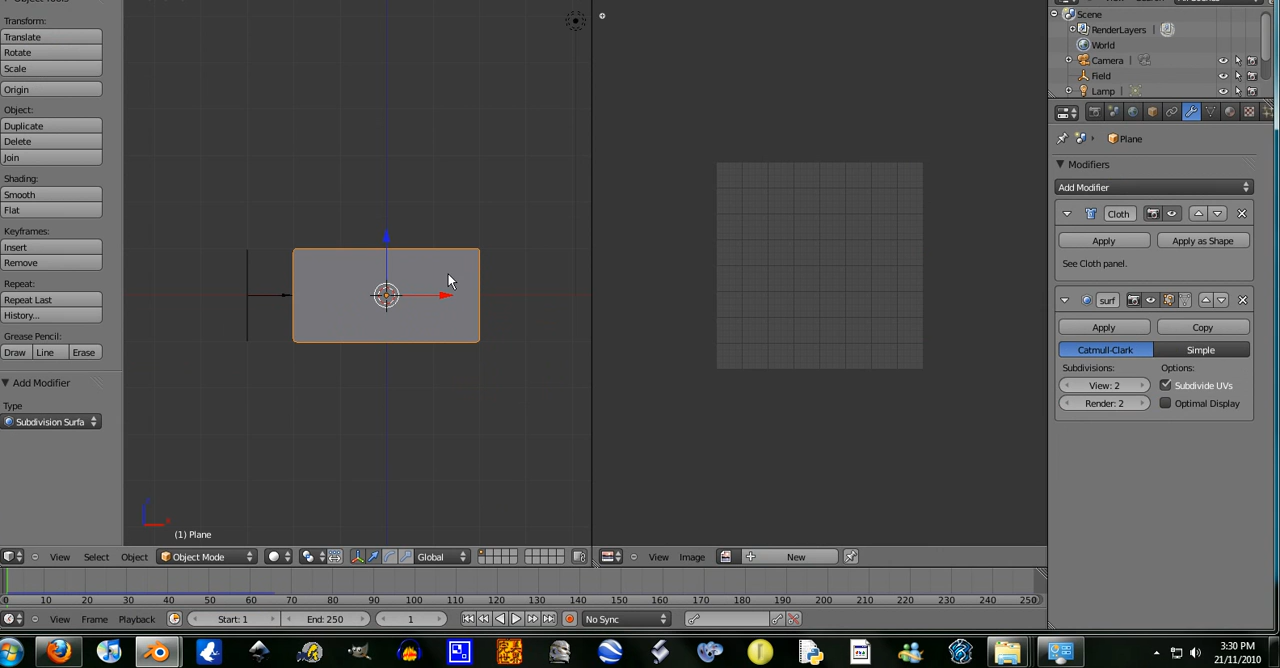 Object Tools
Transform:
Translate
Rotate
Scale
Origin
Object:
Duplicate
Delete
Join
Shading:
Smooth
Flat
Keyframes:
Insert
Remove
Repeat:
Repeat Last
History...
Grease Pencil:
Draw Line Erase
Add Modifier
Type
Subdivision Surfa
(1) Plane
View Select Object Object Mode Global
View Image New
Scene
RenderLayers
World
Camera
Field
Lamp
Plane
Modifiers
Add Modifier
Cloth
Apply Apply as Shape
See Cloth panel.
surf
Apply Copy
Catmull-Clark Simple
Subdivisions: Options:
View: 2 Subdivide UVs
Render: 2 Optimal Display
0 10 20 30 40 50 60 70 80 90 100 110 120 130 140 150 160 170 180 190 200 210 220 230 240 250
View Frame Playback Start: 1 End: 250 1 No Sync
3:30 PM
21/11/2010